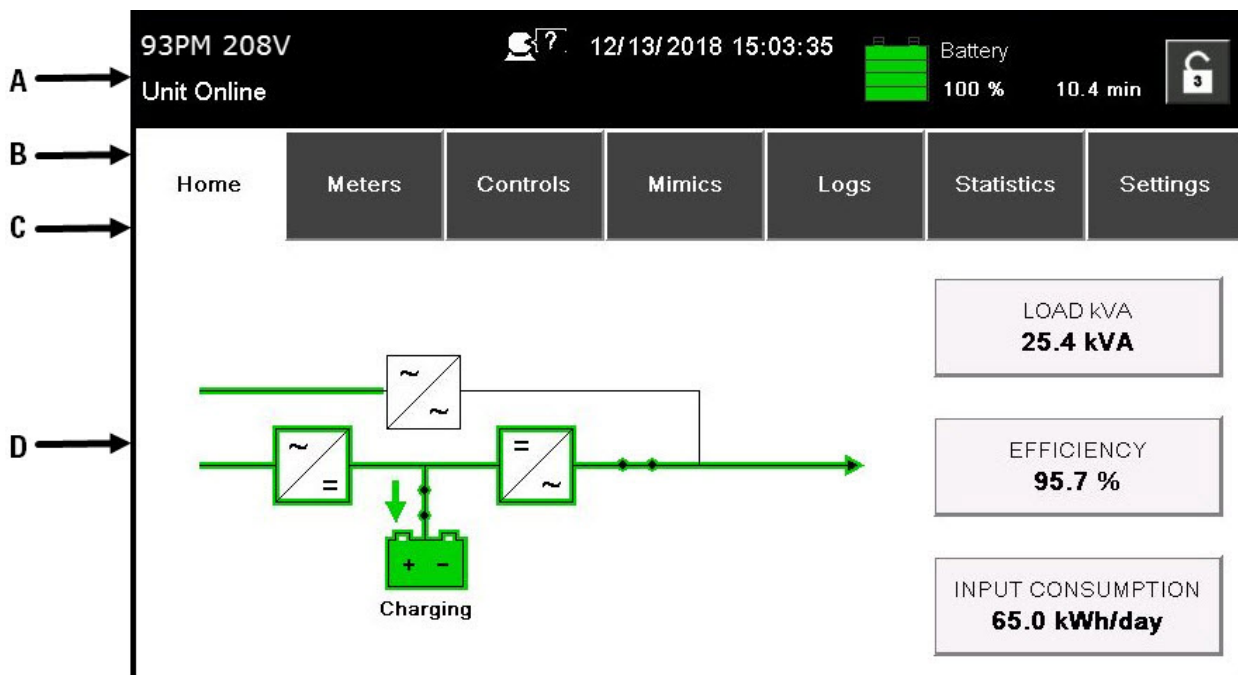 93PM 208V
? 12/13/2018 15:03:35
Battery
A
Unit Online
100 % 10.4 min
3
B
Home Meters Controls Mimics Logs Statistics Settings
C
LOAD kVA
25.4 kVA
D
EFFICIENCY
95.7 %
~
~
~
=
=
~
+ -
Charging
INPUT CONSUMPTION
65.0 kWh/day